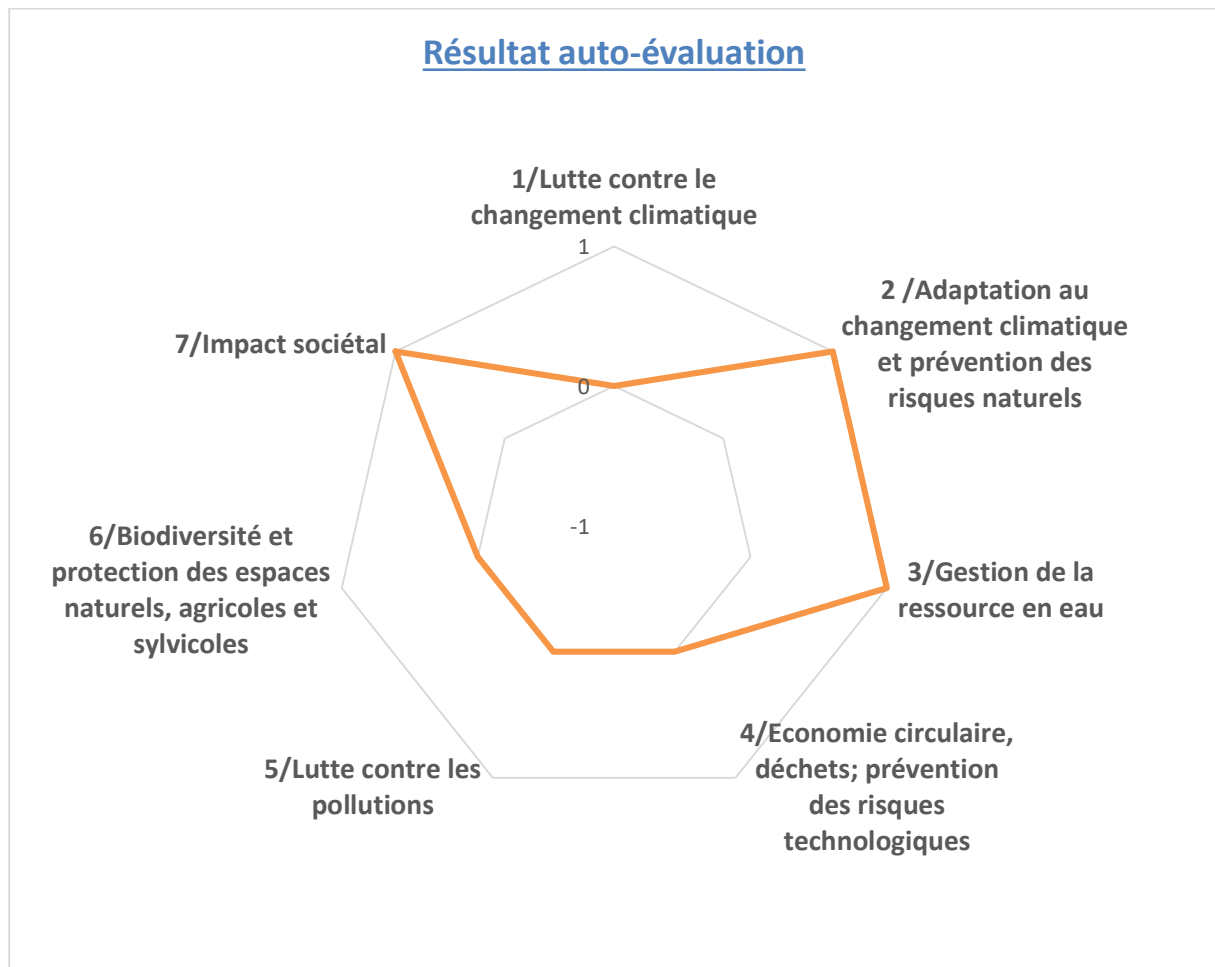 Résultat auto-évaluation
1/Lutte contre le
changement climatique
1
2 /Adaptation au
changement climatique
et prévention des
risques naturels
7/Impact sociétal
0
-1
6/Biodiversité et
protection des espaces
naturels, agricoles et
sylvicoles
3/Gestion de la
ressource en eau
4/Economie circulaire,
déchets; prévention
des risques
technologiques
5/Lutte contre les
pollutions